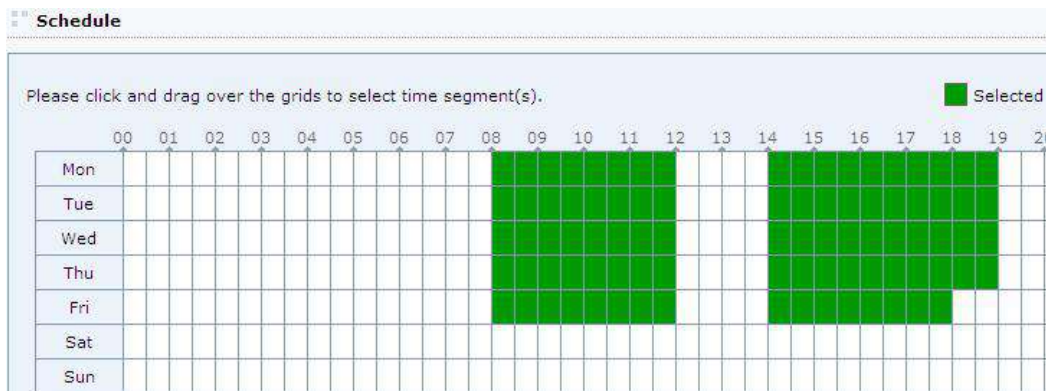 Schedule
Please click and drag over the grids to select time segment(s). Selected
00 01 02 03 04 05 06 07 08 09 10 11 12 13 14 15 16 17 18 19
Mon
Tue
Wed
Thu
Fri
Sat
Sun